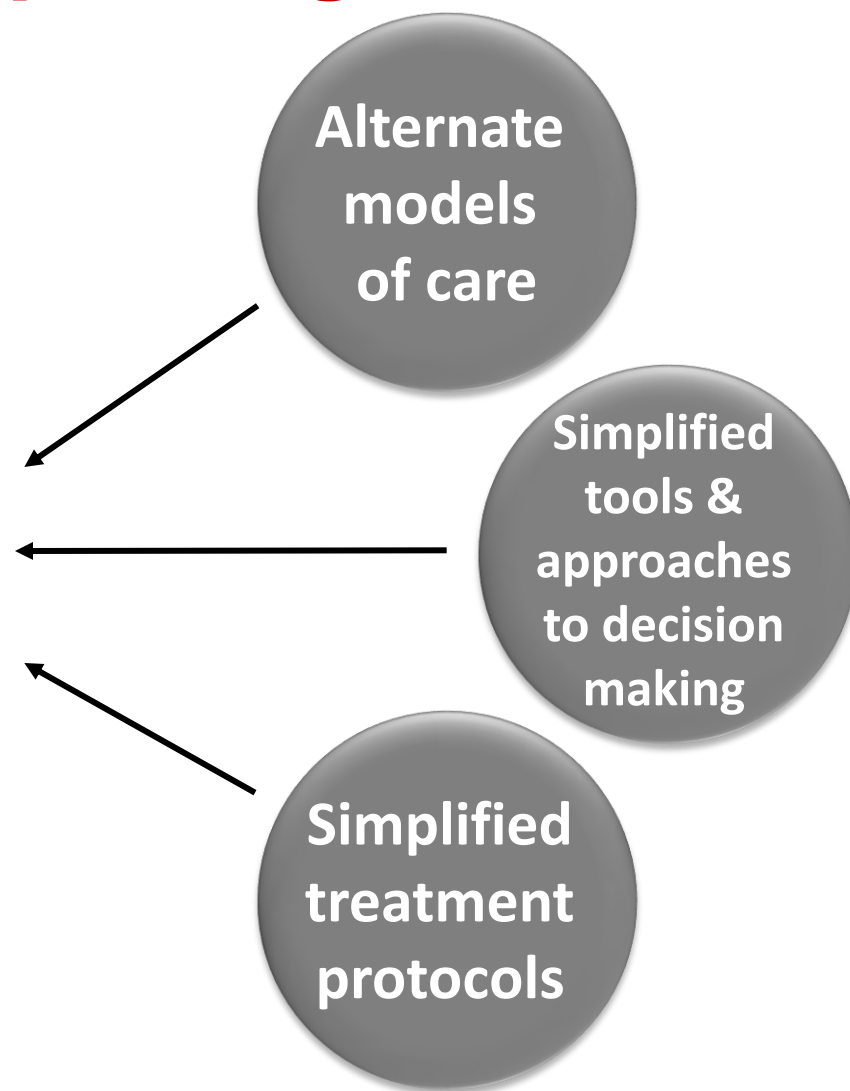 Alternate
models
of care
Simplified
tools &
approaches
to decision
making
Simplified
treatment
protocols